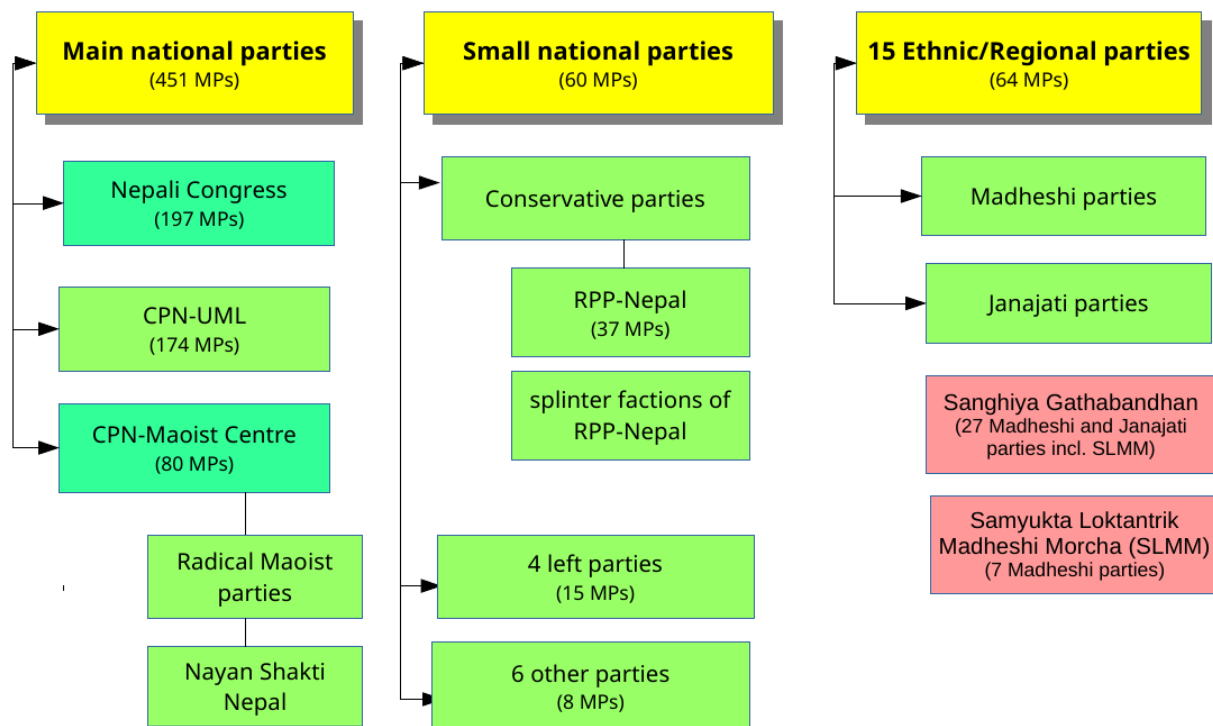 Main national parties
(451 MPs)
Nepali Congress
(197 MPs)
CPN-UML
(174 MPs)
CPN-Maoist Centre
(80 MPs)
Radical Maoist
parties
Nayan Shakti
Nepal
Small national parties
(60 MPs)
Conservative parties
RPP-Nepal
(37 MPs)
splinter factions of
RPP-Nepal
4 left parties
(15 MPs)
6 other parties
(8 MPs)
15 Ethnic/Regional parties
(64 MPs)
Madheshi parties
Janajati parties
Sanghiya Gathabandhan
(27 Madheshi and Janajati
parties incl. SLMM)
Samyukta Loktantrik
Madheshi Morcha (SLMM)
(7 Madheshi parties)